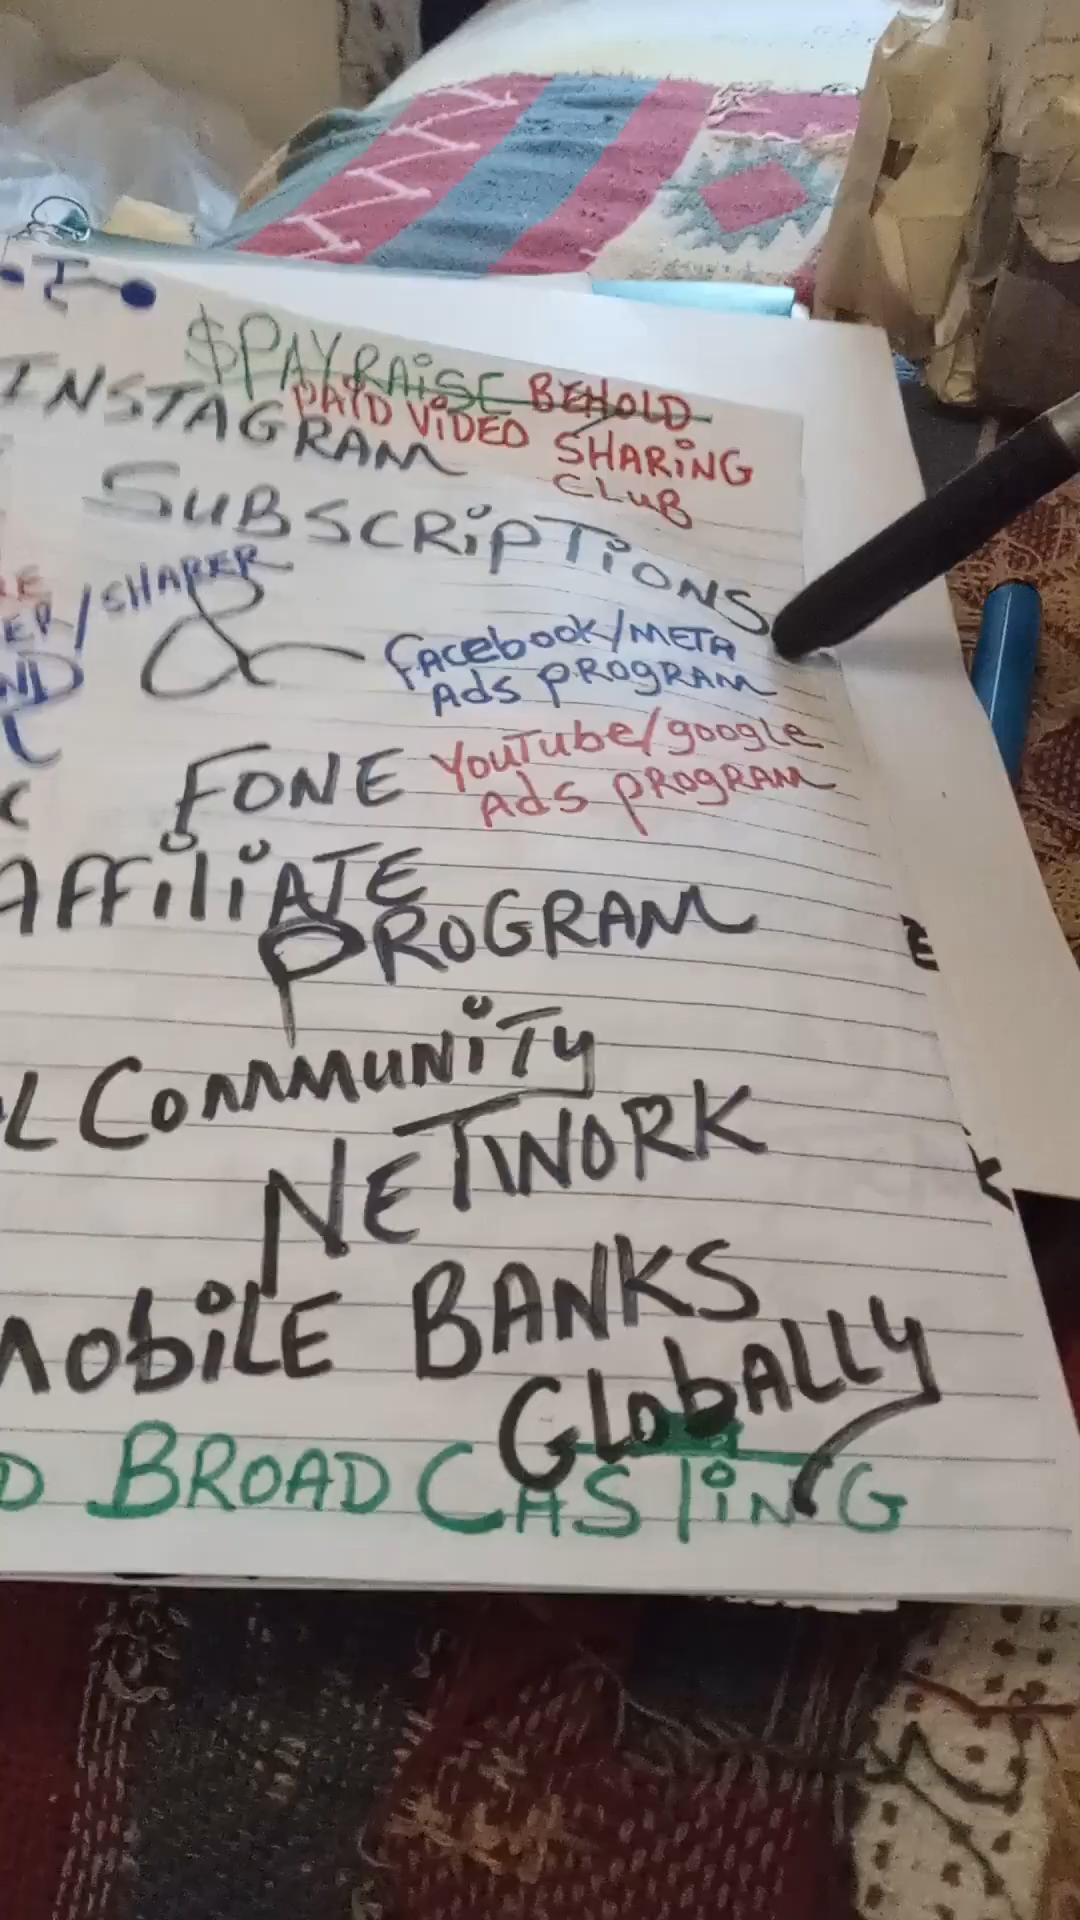 $PAYRAiSE BEHOLD
INSTAGRAM PAID ViDEO SHARiNG
CLUB
SUBSCRiPTiONS
/SHARER
& facebook/META
Ads PROGRAM
FONE YouTube/google
Ads PROGRAM
AFFiliATE
PROGRAM
COMMUNiTy
NETWORK
MobiLE BANKS
GlobALLy
BROADCASTiNG